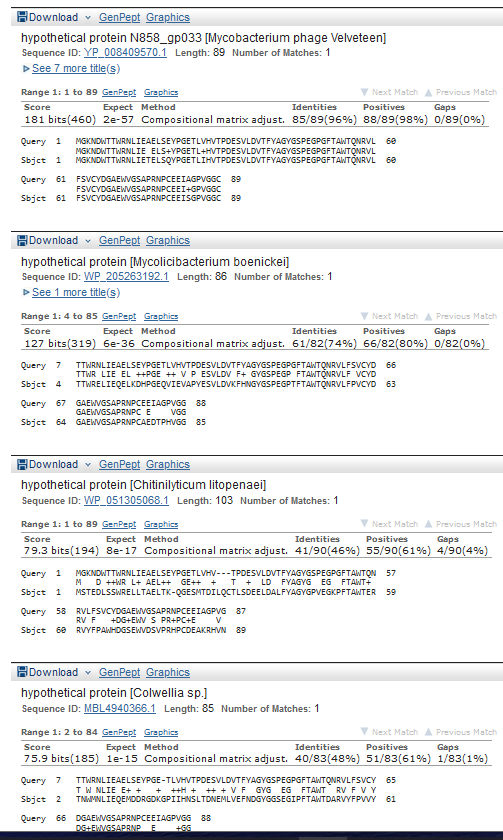 Download GenPept Graphics
hypothetical protein N858_gp033 [Mycobacterium phage Velveteen]
Sequence ID: YP_008409570.1 Length: 89 Number of Matches: 1
See 7 more title(s)
Range 1: 1 to 89 GenPept Graphics Next Match Previous Match
Score Expect Method Identities Positives Gaps
181 bits(460) 2e-57 Compositional matrix adjust. 85/89(96%) 88/89(98%) 0/89(0%)
Query 1 MGKNDWTTWRNLIEAELSEYPGETLVHVTPDESVLDVTFYAGYGSPEGPGFTAWTQNRVL 60
MGKNDWTTWRNLIE ELS+YPGETL+HVTPDESVLDVTFYAGYGSPEGPGFTAWTQNRVL
Sbjct 1 MGKNDWTTWRNLIETELSQYPGETLIHVTPDESVLDVTFYAGYGSPEGPGFTAWTQNRVL 60
Query 61 FSVCYDGAEWVGSAPRNPCEEIAGPVGGC 89
FSVCYDGAEWVGSAPRNPCEEI+GPVGGC
Sbjct 61 FSVCYDGAEWVGSAPRNPCEEISGPVGGC 89
Download GenPept Graphics
hypothetical protein [Mycolicibacterium boenickei]
Sequence ID: WP_205263192.1 Length: 86 Number of Matches: 1
See 1 more title(s)
Range 1: 4 to 85 GenPept Graphics Next Match Previous Match
Score Expect Method Identities Positives Gaps
127 bits(319) 6e-36 Compositional matrix adjust. 61/82(74%) 66/82(80%) 0/82(0%)
Query 7 TTWRNLIEAELSEYPGETLVHVTPDESVLDVTFYAGYGSPEGPGFTAWTQNRVLFSVCYD 66
TTWR LIE EL ++PGE ++ V P ESVLDV F+ GYGSPEGP FTAWTQNRVLF VCYD
Sbjct 4 TTWRELIEQELKDHPGEQVIEVAPYESVLDVKFHNGYGSPEGPTFTAWTQNRVLFPVCYD 63
Query 67 GAEWVGSAPRNPCEEIAGPVGG 88
GAEWVGSAPRNPC E VGG
Sbjct 64 GAEWVGSAPRNPCAEDTPHVGG 85
Download GenPept Graphics
hypothetical protein [Chitinilyticum litopenaei]
Sequence ID: WP_051305068.1 Length: 103 Number of Matches: 1
Range 1: 1 to 89 GenPept Graphics Next Match Previous Match
Score Expect Method Identities Positives Gaps
79.3 bits(194) 8e-17 Compositional matrix adjust. 41/90(46%) 55/90(61%) 4/90(4%)
Query 1 MGKNDWTTWRNLIEAELSEYPGETLVHV---TPDESVLDVTFYAGYGSPEGPGFTAWTQN 57
M D ++WR L+ AEL++ GE++ + T + LD FYAGYG EG FTAWT+
Sbjct 1 MSTEDLSSWRELLTAELTK-QGESMTDILQCTLSDEELDALFYAGYGPVEGKPFTAWTER 59
Query 58 RVLFSVCYDGAEWVGSAPRNPCEEIAGPVG 87
RV F +DG+EWV S PR+PC+E V
Sbjct 60 RVYFPAWHDGSEWVDSVPRHPCDEAKRHVN 89
Download GenPept Graphics
hypothetical protein [Colwellia sp.]
Sequence ID: MBL4940366.1 Length: 85 Number of Matches: 1
Range 1: 2 to 84 GenPept Graphics Next Match Previous Match
Score Expect Method Identities Positives Gaps
75.9 bits(185) 1e-15 Compositional matrix adjust. 40/83(48%) 51/83(61%) 1/83(1%)
Query 7 TTWRNLIEAELSEYPGE-TLVHVTPDESVLDVTFYAGYGSPEGPGFTAWTQNRVLFSVCY 65
T W NLIE+ + + ++H + ++ V F GYG EG FTAWT RV F V Y
Sbjct 2 TNWMNLIEQEMDDRGDKGPIIHNSLTDNEMLVEFNDGYGGSEGIPFTAWTDARVYFPVVY 61
Query 66 DGAEWVGSAPRNPCEEIAGPVGG 88
DG+EWVGSAPRNP E +GG